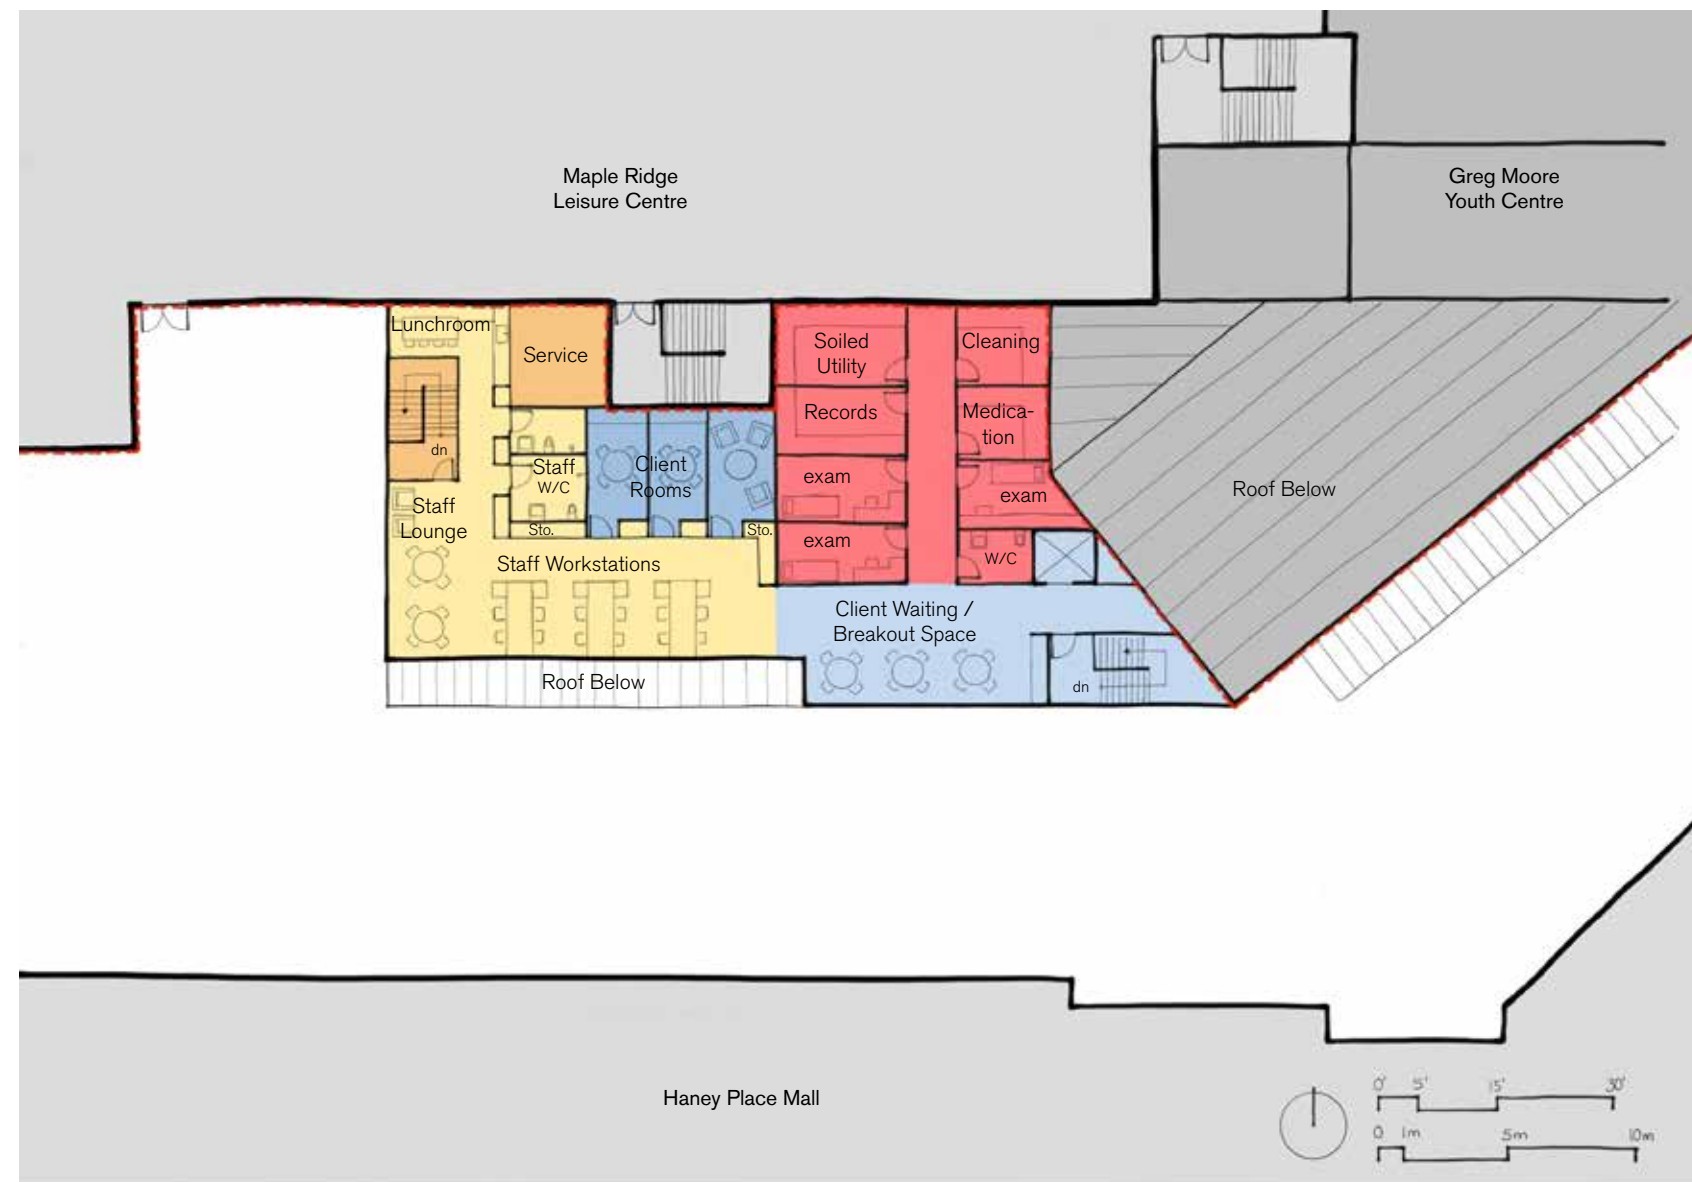 Maple Ridge
Leisure Centre
Greg Moore
Youth Centre
Lunchroom
Service
Soiled
Utility
Cleaning
Records
Medica-
tion
dn
Staff
W/C
Client
Rooms
exam
exam
Roof Below
Staff
Lounge
Sto.
Sto.
exam
W/C
Staff Workstations
Client Waiting /
Breakout Space
Roof Below
dn
Haney Place Mall
0' 5' 15' 30'
0 1m 5m 10m